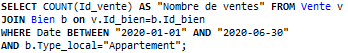 SELECT COUNT(Id_vente) AS "Nombre de ventes" FROM Vente v
JOIN Bien b on v.Id_bien=b.Id_bien
WHERE Date BETWEEN "2020-01-01" AND "2020-06-30"
AND b.Type_local="Appartement";